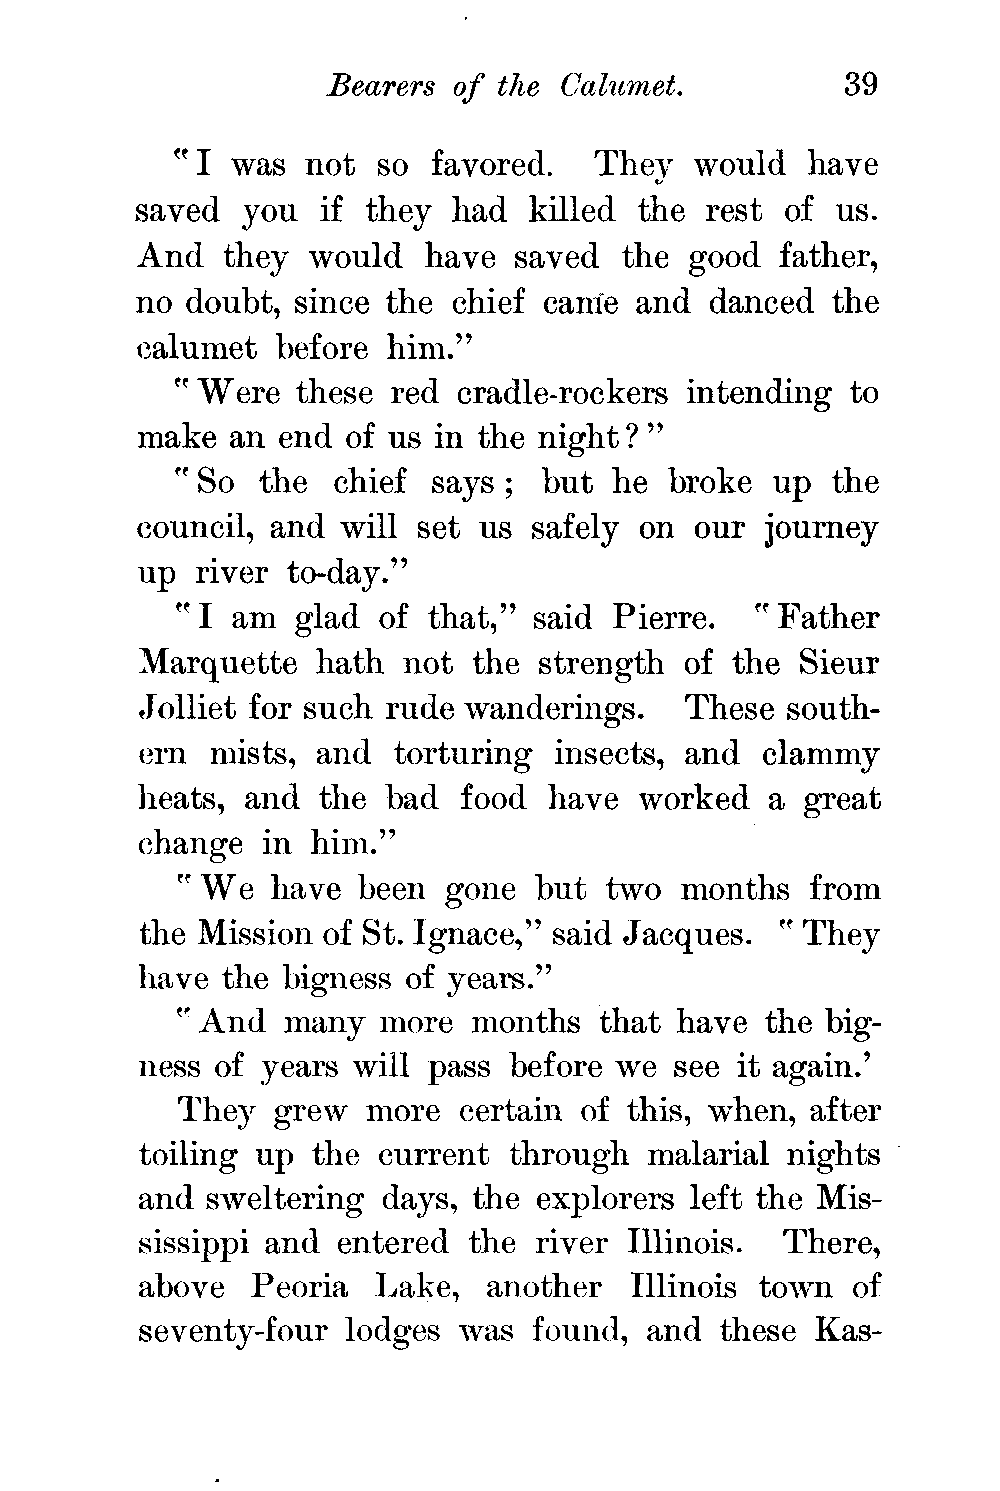 Bearers of the Calumet. 39
"I was not so favored. They would have
saved you if they had killed the rest of us.
And they would have saved the good father,
no doubt, since the chief came and danced the
calumet before him."
"Were these red cradle-rockers intending to
make an end of us in the night?"
"So the chief says; but he broke up the
council, and will set us safely on our journey
up river to-day."
"I am glad of that," said Pierre. "Father
Marquette hath not the strength of the Sieur
Jolliet for such rude wanderings. These south-
ern mists, and torturing insects, and clammy
heats, and the bad food have worked a great
change in him."
"We have been gone but two months from
the Mission of St. Ignace," said Jacques. "They
have the bigness of years."
"And many more months that have the big-
ness of years will pass before we see it again.'
They grew more certain of this, when, after
toiling up the current through malarial nights
and sweltering days, the explorers left the Mis-
sissippi and entered the river Illinois. There,
above Peoria Lake, another Illinois town of
seventy-four lodges was found, and these Kas-